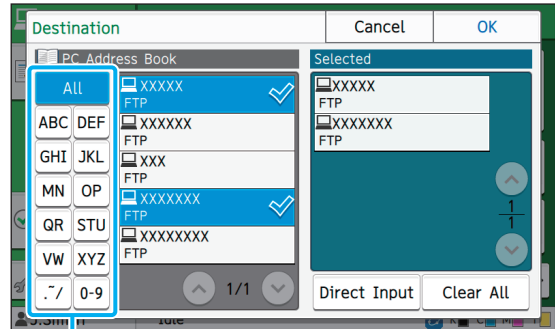 Destination
Cancel
OK
PC Address Book
Selected
All
ABC DEF
GHI JKL
MN OP
QR STU
VW XYZ
.~/ 0-9
XXXXX
FTP
XXXXXX
FTP
XXX
FTP
XXXXXXX
FTP
XXXXXXXX
FTP
1/1
XXXXX
FTP
XXXXXXX
FTP
1
1
Direct Input
Clear All
Idle